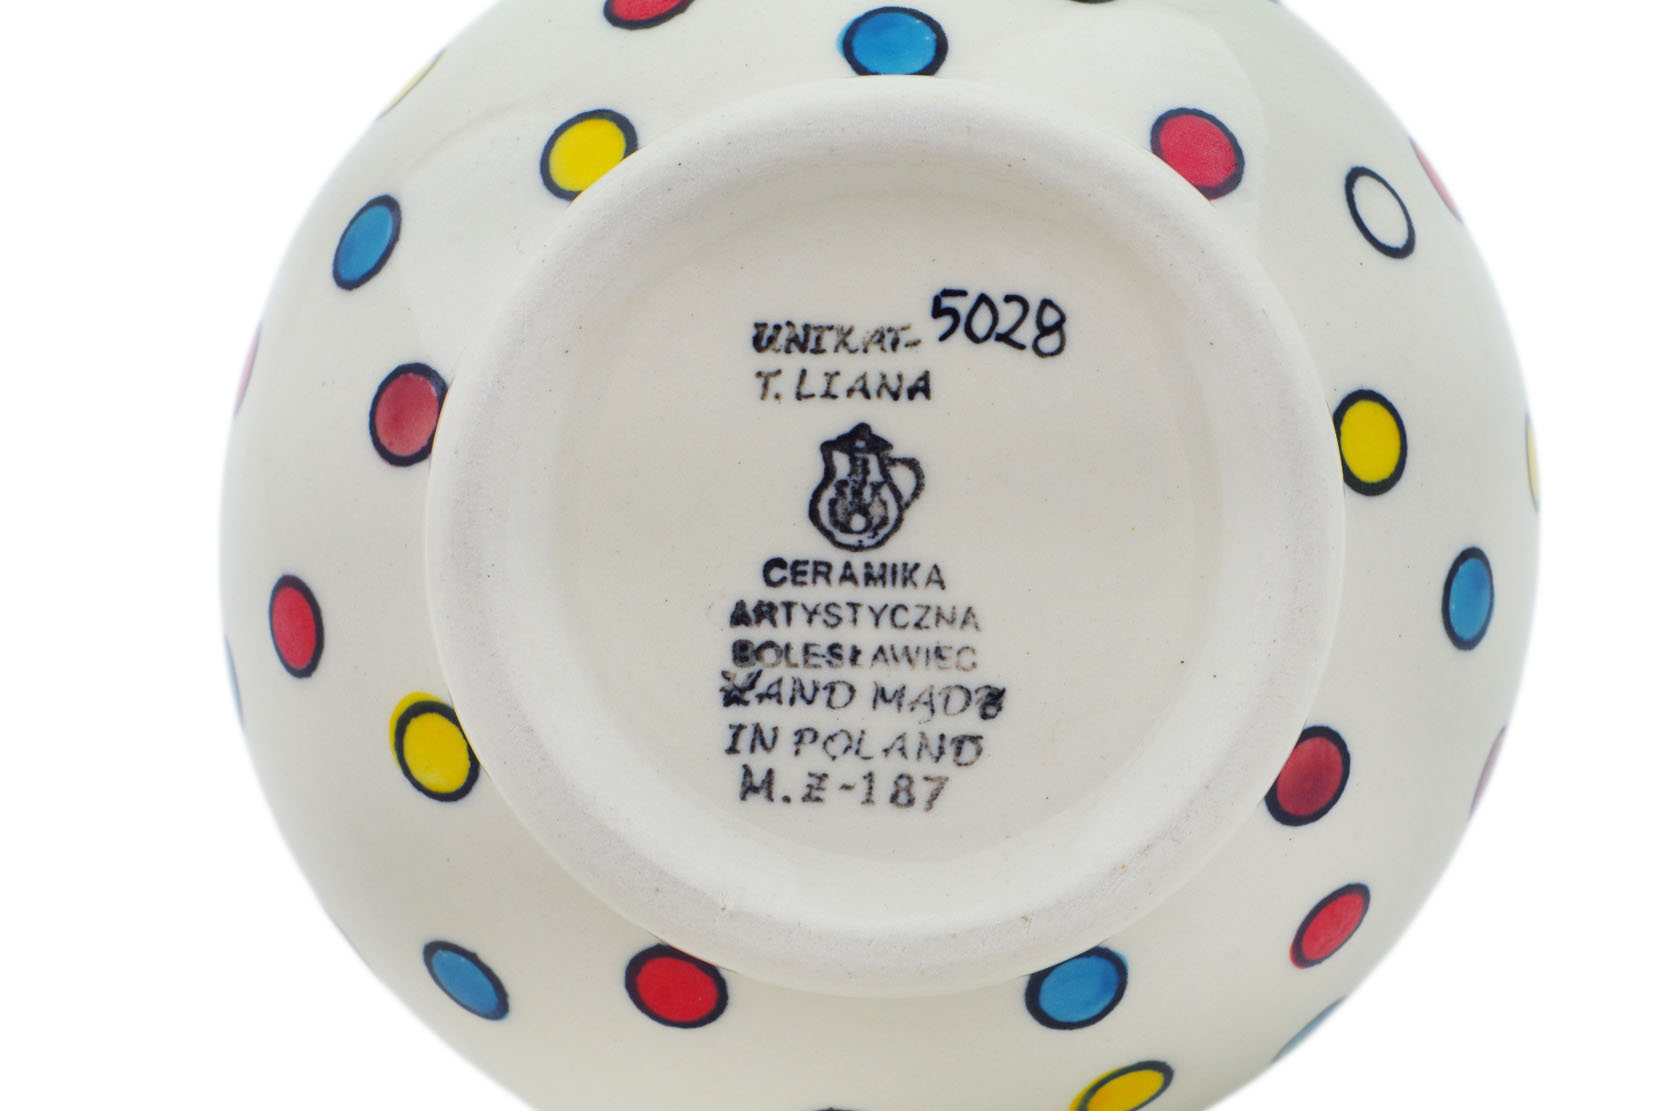 UNIKAT-5028
T. LIANA
CERAMIKA
ARTYSTYCZNA
BOLESŁAWIEC
HAND MADE
IN POLAND
M.Z-187